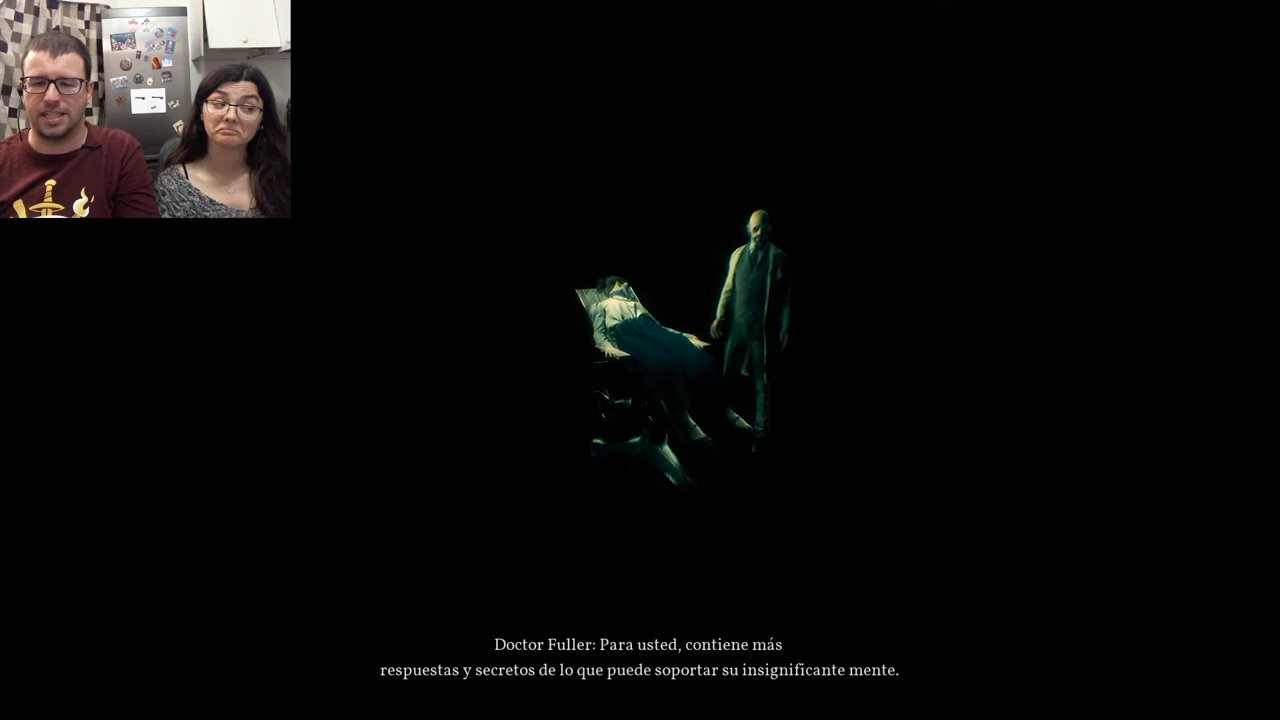 Doctor Fuller: Para usted, contiene más
respuestas y secretos de lo que puede soportar su insignificante mente.